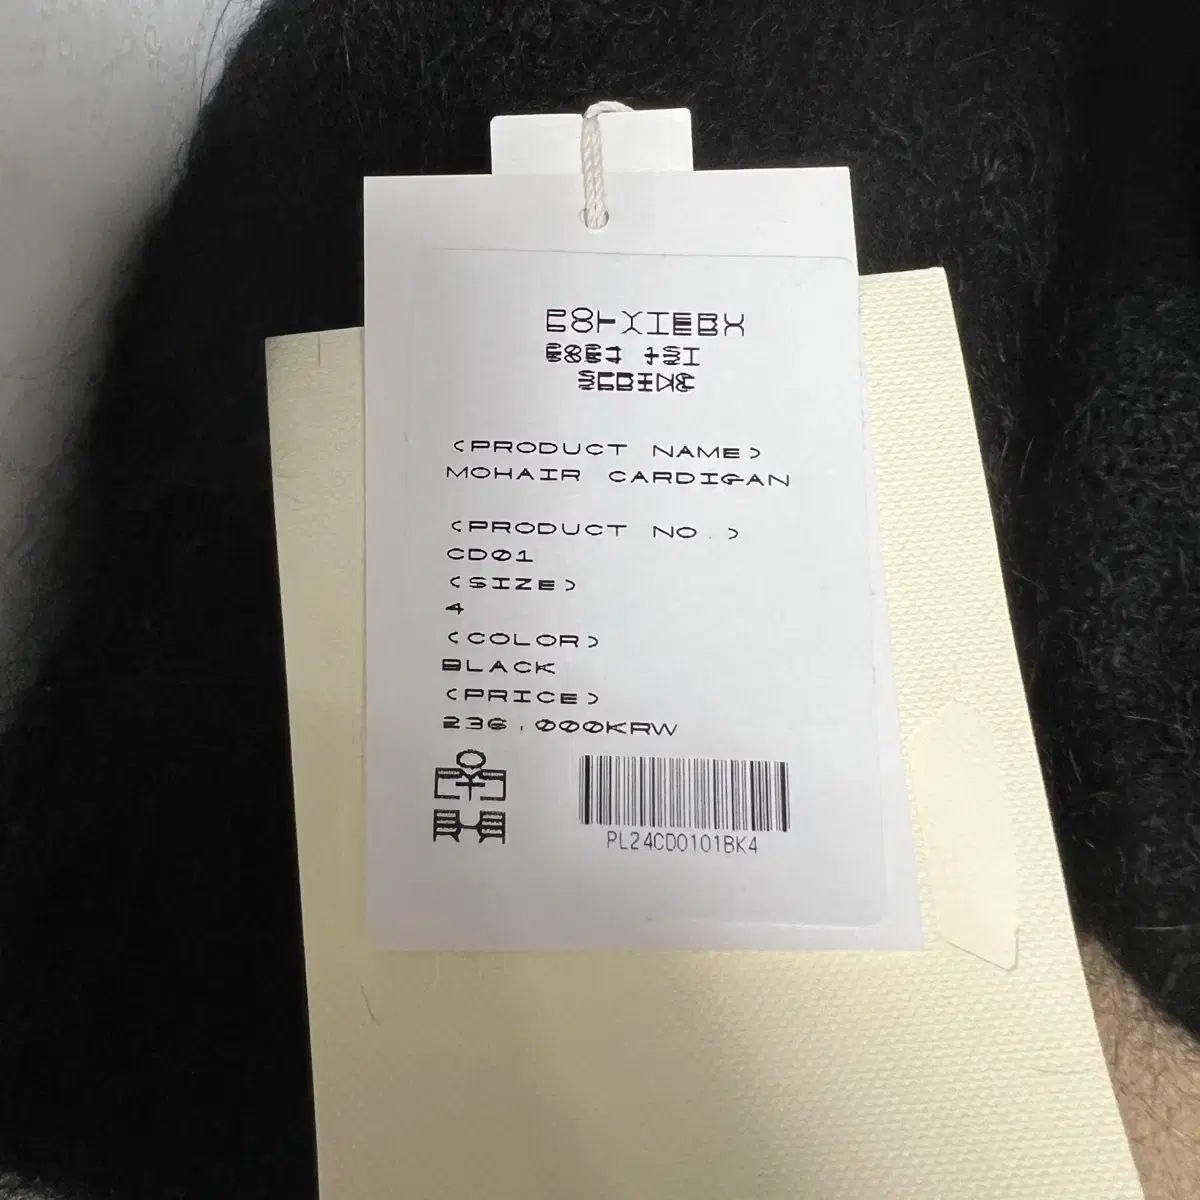 <PRODUCT NAME>
MOHAIR CARDIGAN
<PRODUCT NO.>
CD01
<SIZE>
4
<COLOR>
BLACK
<PRICE>
236,000KRW
PL24CD0101BK4